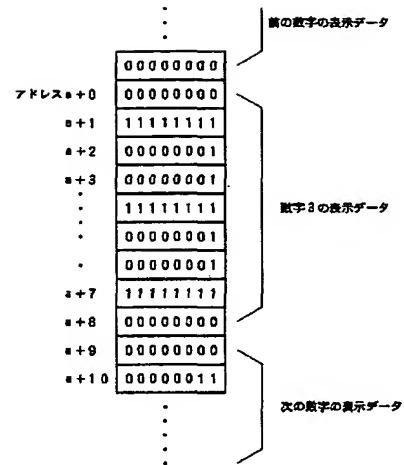 前の数字の表示データ
00000000
アドレスa+0 00000000
a+1 11111111
a+2 00000001
a+3 00000001
11111111
00000001
00000001
a+7 11111111
a+8 00000000
a+9 00000000
a+10 00000011
数字3の表示データ
次の数字の表示データ